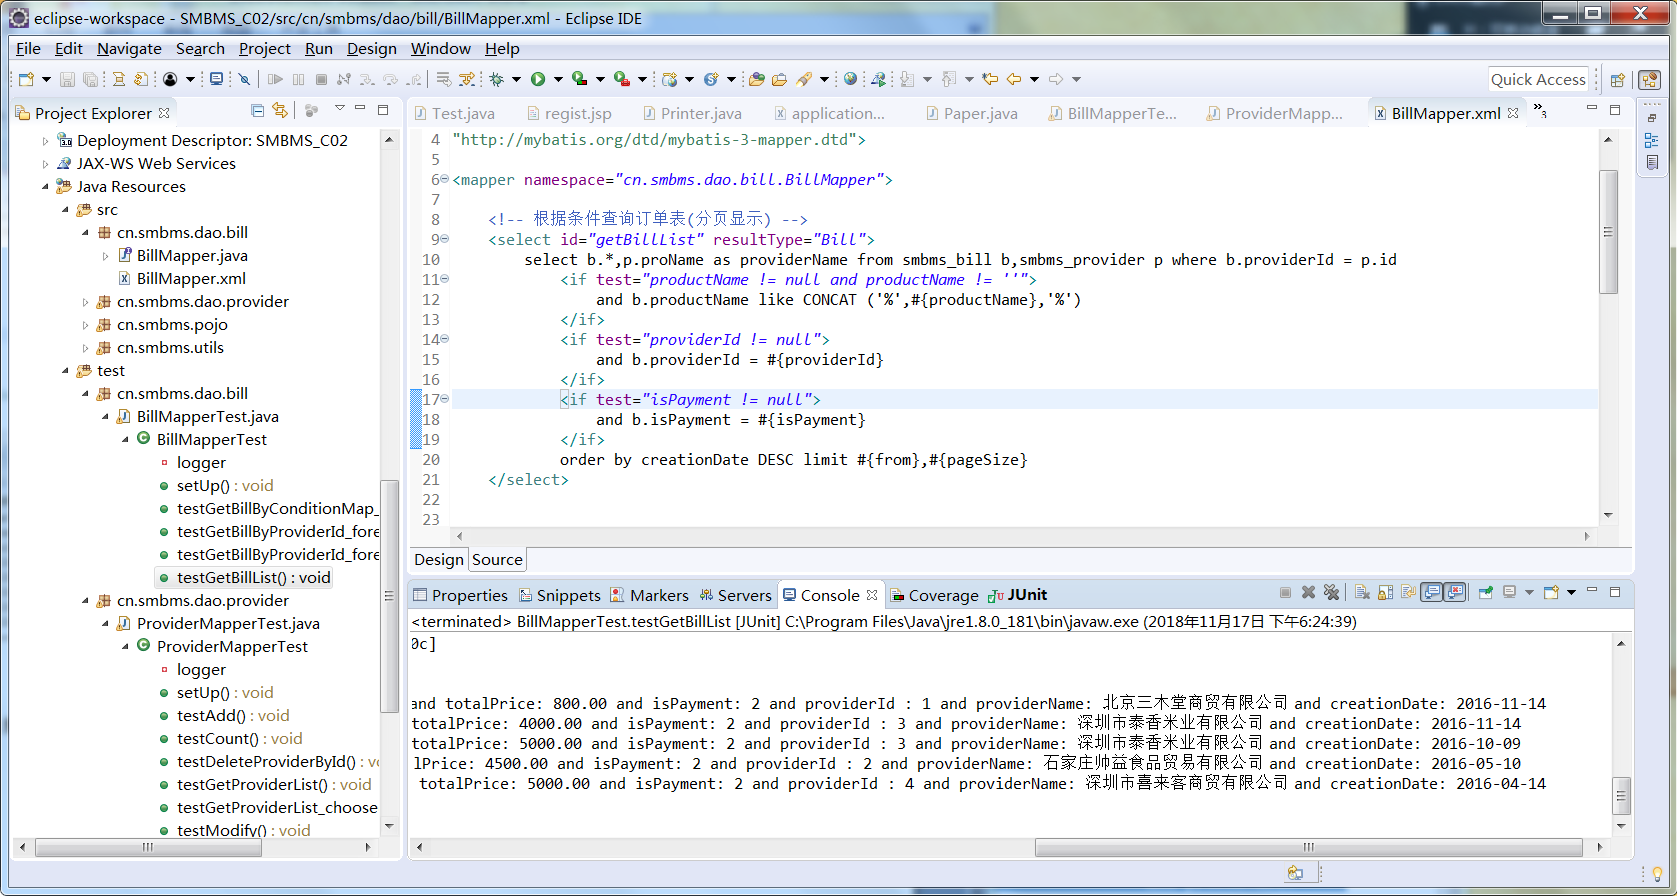 eclipse-workspace - SMBMS_C02/src/cn/smbms/dao/bill/BillMapper.xml - Eclipse IDE
File Edit Navigate Search Project Run Design Window Help
Quick Access
Project Explorer
Deployment Descriptor: SMBMS_C02
JAX-WS Web Services
Java Resources
src
cn.smbms.dao.bill
BillMapper.java
BillMapper.xml
cn.smbms.dao.provider
cn.smbms.pojo
cn.smbms.utils
test
cn.smbms.dao.bill
BillMapperTest.java
BillMapperTest
logger
setUp() : void
testGetBillByConditionMap_
testGetBillByProviderId_fore
testGetBillByProviderId_fore
testGetBillList() : void
cn.smbms.dao.provider
ProviderMapperTest.java
ProviderMapperTest
logger
setUp() : void
testAdd() : void
testCount() : void
testDeleteProviderById() : vo
testGetProviderList() : void
testGetProviderList_choose
testModify() : void
Test.java regist.jsp Printer.java application... Paper.java BillMapperTe... ProviderMapp... BillMapper.xml »3
4 "http://mybatis.org/dtd/mybatis-3-mapper.dtd">
5
6 <mapper namespace="cn.smbms.dao.bill.BillMapper">
7
8 <!-- 根据条件查询订单表(分页显示) -->
9 <select id="getBillList" resultType="Bill">
10 select b.*,p.proName as providerName from smbms_bill b,smbms_provider p where b.providerId = p.id
11 <if test="productName != null and productName != ''">
12 and b.productName like CONCAT ('%',#{productName},'%')
13 </if>
14 <if test="providerId != null">
15 and b.providerId = #{providerId}
16 </if>
17 <if test="isPayment != null">
18 and b.isPayment = #{isPayment}
19 </if>
20 order by creationDate DESC limit #{from},#{pageSize}
21 </select>
22
23
Design Source
Properties Snippets Markers Servers Console Coverage JUnit
<terminated> BillMapperTest.testGetBillList [JUnit] C:\Program Files\Java\jre1.8.0_181\bin\javaw.exe (2018年11月17日 下午6:24:39)
0c]
and totalPrice: 800.00 and isPayment: 2 and providerId : 1 and providerName: 北京三木堂商贸有限公司 and creationDate: 2016-11-14
totalPrice: 4000.00 and isPayment: 2 and providerId : 3 and providerName: 深圳市泰香米业有限公司 and creationDate: 2016-11-14
totalPrice: 5000.00 and isPayment: 2 and providerId : 3 and providerName: 深圳市泰香米业有限公司 and creationDate: 2016-10-09
lPrice: 4500.00 and isPayment: 2 and providerId : 2 and providerName: 石家庄帅益食品贸易有限公司 and creationDate: 2016-05-10
totalPrice: 5000.00 and isPayment: 2 and providerId : 4 and providerName: 深圳市喜来客商贸有限公司 and creationDate: 2016-04-14